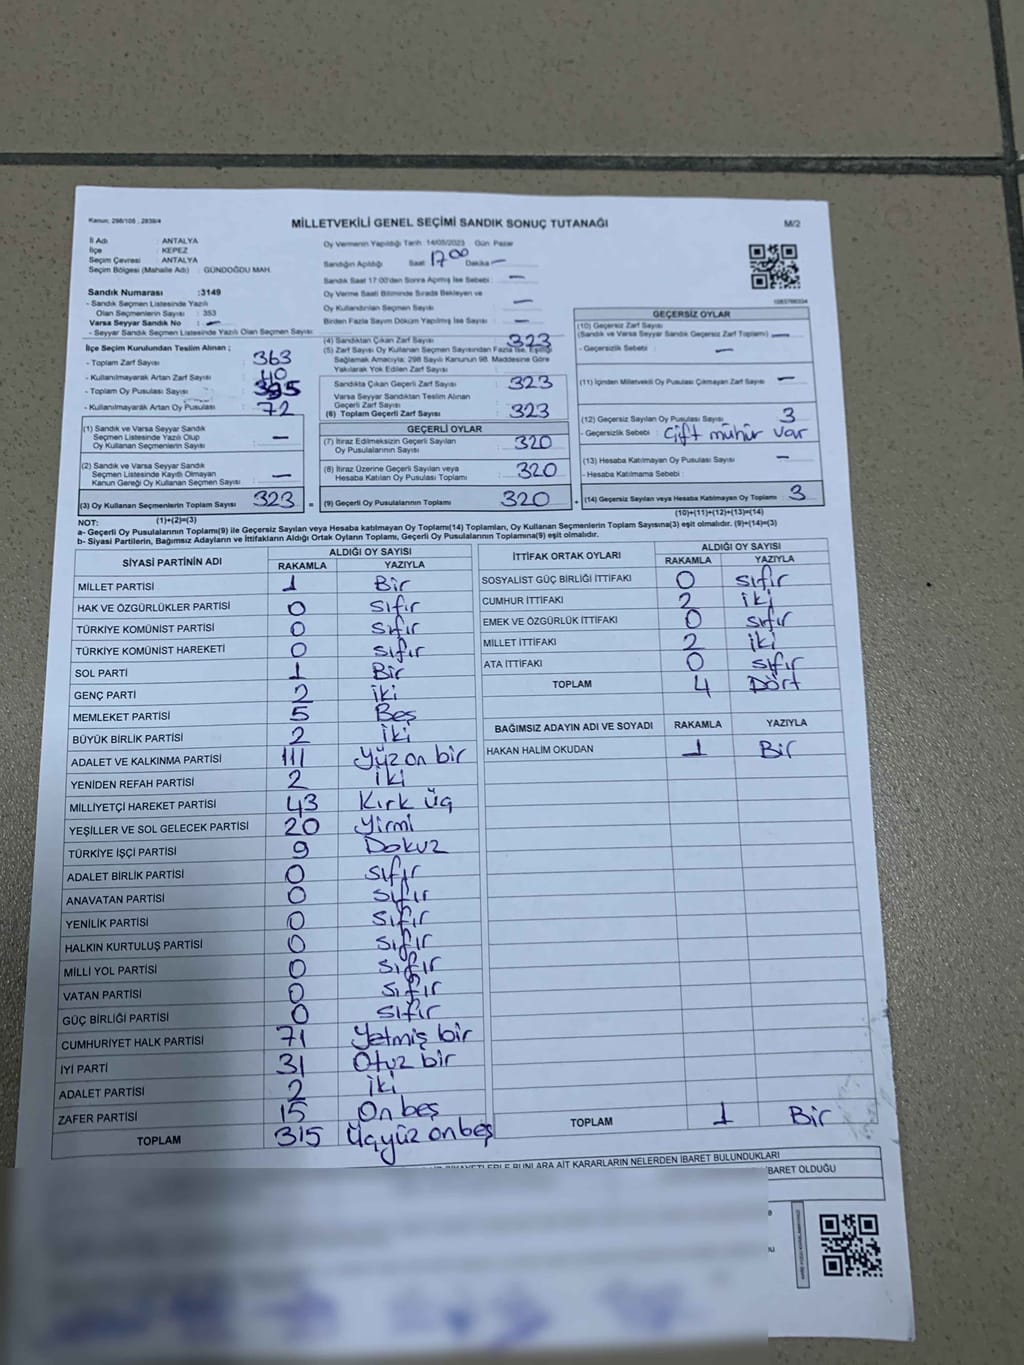 Kanun: 298/105 , 2839/4
MİLLETVEKİLİ GENEL SEÇİMİ SANDIK SONUÇ TUTANAĞI
M/2
İl Adı : ANTALYA
İlçe : KEPEZ
Seçim Çevresi : ANTALYA
Seçim Bölgesi (Mahalle Adı) : GÜNDOĞDU MAH.
Sandık Numarası :3149
- Sandık Seçmen Listesinde Yazılı
Olan Seçmenlerin Sayısı : 353
Varsa Seyyar Sandık No : -
- Seyyar Sandık Seçmen Listesinde Yazılı Olan Seçmen Sayısı:
İlçe Seçim Kurulundan Teslim Alınan ;
- Toplam Zarf Sayısı 363
- Kullanılmayarak Artan Zarf Sayısı 40
- Toplam Oy Pusulası Sayısı 395
- Kullanılmayarak Artan Oy Pusulası : 72
(1) Sandık ve Varsa Seyyar Sandık
Seçmen Listesinde Yazılı Olup
Oy Kullanan Seçmenlerin Sayısı : -
(2) Sandık ve Varsa Seyyar Sandık
Seçmen Listesinde Kayıtlı Olmayan
Kanun Gereği Oy Kullanan Seçmen Sayısı : -
(3) Oy Kullanan Seçmenlerin Toplam Sayısı : 323 =
(1)+(2)=(3)
Oy Vermenin Yapıldığı Tarih 14/05/2023 Gün Pazar
Sandığın Açıldığı Saat 17 00 Dakika -
Sandık Saat 17:00'den Sonra Açılmış İse Sebebi : -
Oy Verme Saati Bitiminde Sırada Bekleyen ve
Oy Kullandırılan Seçmen Sayısı : -
Birden Fazla Sayım Döküm Yapılmış İse Sayısı : -
(4) Sandıktan Çıkan Zarf Sayısı : 323
(5) Zarf Sayısı Oy Kullanan Seçmen Sayısından Fazla İse, Eşitliği
Sağlamak Amacıyla; 298 Sayılı Kanunun 98. Maddesine Göre
Yakılarak Yok Edilen Zarf Sayısı :
Sandıkta Çıkan Geçerli Zarf Sayısı : 323
Varsa Seyyar Sandıktan Teslim Alınan
Geçerli Zarf Sayısı
(6) Toplam Geçerli Zarf Sayısı : 323
GEÇERLİ OYLAR
(7) İtiraz Edilmeksizin Geçerli Sayılan
Oy Pusulalarının Sayısı : 320
(8) İtiraz Üzerine Geçerli Sayılan veya
Hesaba Katılan Oy Pusulası Toplamı : 320
(9) Geçerli Oy Pusulalarının Toplamı 320 +
GEÇERSİZ OYLAR
(10) Geçersiz Zarf Sayısı
(Sandık ve Varsa Seyyar Sandık Geçersiz Zarf Toplamı) -
- Geçersizlik Sebebi : -
(11) İçinden Milletvekili Oy Pusulası Çıkmayan Zarf Sayısı : -
(12) Geçersiz Sayılan Oy Pusulası Sayısı : 3
- Geçersizlik Sebebi : Çift mühür var
(13) Hesaba Katılmayan Oy Pusulası Sayısı : -
- Hesaba Katılmama Sebebi :
(14) Geçersiz Sayılan veya Hesaba Katılmayan Oy Toplamı : 3
(10)+(11)+(12)+(13)=(14)
NOT:
a- Geçerli Oy Pusulalarının Toplamı(9) ile Geçersiz Sayılan veya Hesaba katılmayan Oy Toplamı(14) Toplamları, Oy Kullanan Seçmenlerin Toplam Sayısına(3) eşit olmalıdır. (9)+(14)=(3)
b- Siyasi Partilerin, Bağımsız Adayların ve İttifakların Aldığı Ortak Oyların Toplamı, Geçerli Oy Pusulalarının Toplamına(9) eşit olmalıdır.
SİYASİ PARTİNİN ADI ALDIĞI OY SAYISI
RAKAMLA YAZIYLA
MİLLET PARTİSİ 1 Bir
HAK VE ÖZGÜRLÜKLER PARTİSİ 0 sıfır
TÜRKİYE KOMÜNİST PARTİSİ 0 sıfır
TÜRKİYE KOMÜNİST HAREKETİ 0 sıfır
SOL PARTİ 1 Bir
GENÇ PARTİ 2 iki
MEMLEKET PARTİSİ 5 Beş
BÜYÜK BİRLİK PARTİSİ 2 İki
ADALET VE KALKINMA PARTİSİ 111 Yüz on bir
YENİDEN REFAH PARTİSİ 2 İki
MİLLİYETÇİ HAREKET PARTİSİ 43 Kırk üç
YEŞİLLER VE SOL GELECEK PARTİSİ 20 Yirmi
TÜRKİYE İŞÇİ PARTİSİ 9 Dokuz
ADALET BİRLİK PARTİSİ 0 sıfır
ANAVATAN PARTİSİ 0 sıfır
YENİLİK PARTİSİ 0 sıfır
HALKIN KURTULUŞ PARTİSİ 0 sıfır
MİLLİ YOL PARTİSİ 0 sıfır
VATAN PARTİSİ 0 sıfır
GÜÇ BİRLİĞİ PARTİSİ 0 sıfır
CUMHURİYET HALK PARTİSİ 71 Yetmiş bir
İYİ PARTİ 31 Otuz bir
ADALET PARTİSİ 2 İki
ZAFER PARTİSİ 15 On beş
TOPLAM 315 Üçyüz onbeş
İTTİFAK ORTAK OYLARI ALDIĞI OY SAYISI
RAKAMLA YAZIYLA
SOSYALİST GÜÇ BİRLİĞİ İTTİFAKI 0 sıfır
CUMHUR İTTİFAKI 2 İki
EMEK VE ÖZGÜRLÜK İTTİFAKI 0 sıfır
MİLLET İTTİFAKI 2 İki
ATA İTTİFAKI 0 sıfır
TOPLAM 4 Dört
BAĞIMSIZ ADAYIN ADI VE SOYADI RAKAMLA YAZIYLA
HAKAN HALİM OKUDAN 1 Bir
TOPLAM 1 Bir
BUNLARA AİT KARARLARIN NELERDEN İBARET BULUNDUKLARI
İBARET OLDUĞU